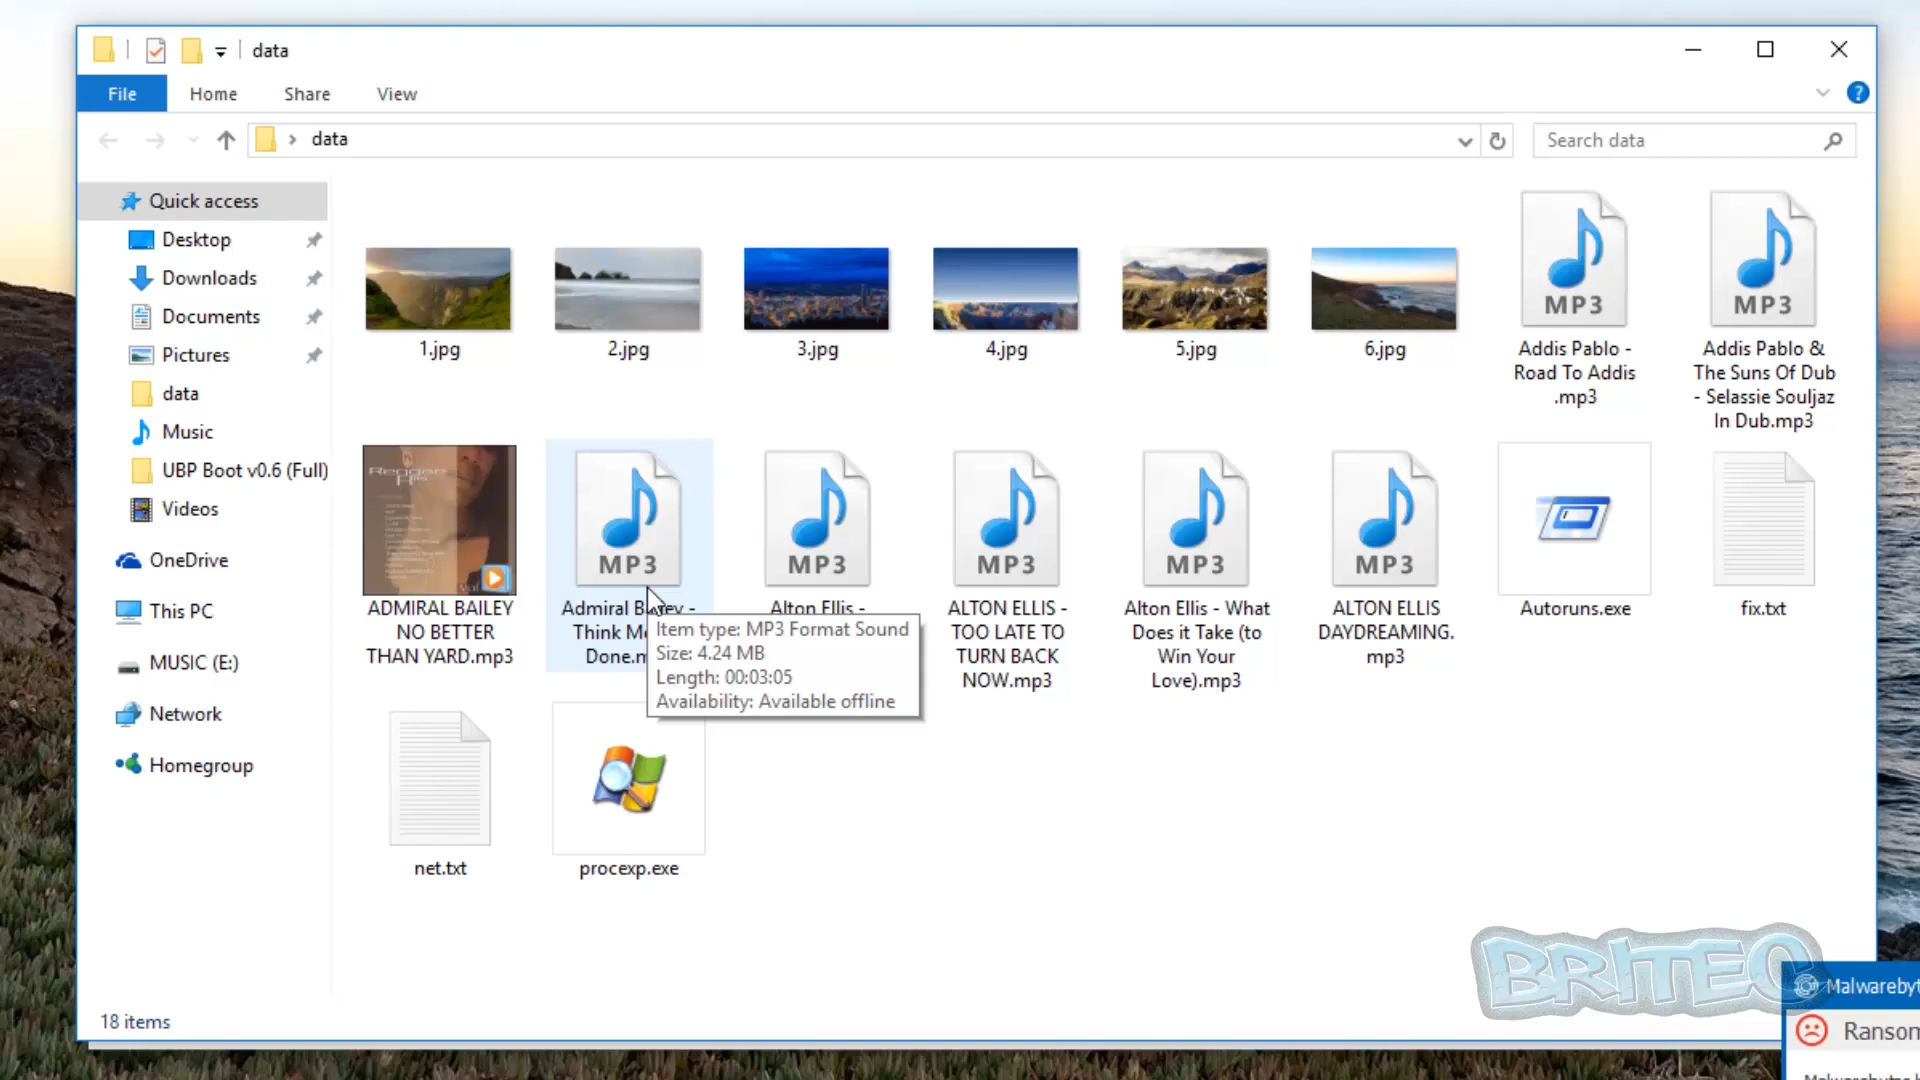 data
File
Home
Share
View
data
Search data
Quick access
Desktop
Downloads
Documents
Pictures
data
Music
UBP Boot v0.6 (Full)
Videos
OneDrive
This PC
MUSIC (E:)
Network
Homegroup
1.jpg
2.jpg
3.jpg
4.jpg
5.jpg
6.jpg
MP3
Addis Pablo -
Road To Addis
.mp3
MP3
Addis Pablo &
The Suns Of Dub
- Selassie Souljaz
In Dub.mp3
Reggae
ADMIRAL BAILEY
NO BETTER
THAN YARD.mp3
MP3
Admiral Bailey -
Think M
Done.m
MP3
Alton Ellis -
MP3
ALTON ELLIS -
TOO LATE TO
TURN BACK
NOW.mp3
MP3
Alton Ellis - What
Does it Take (to
Win Your
Love).mp3
MP3
ALTON ELLIS
DAYDREAMING.
mp3
Autoruns.exe
fix.txt
Item type: MP3 Format Sound
Size: 4.24 MB
Length: 00:03:05
Availability: Available offline
net.txt
procexp.exe
18 items
BRITEC
Malwarebyt
Ransom